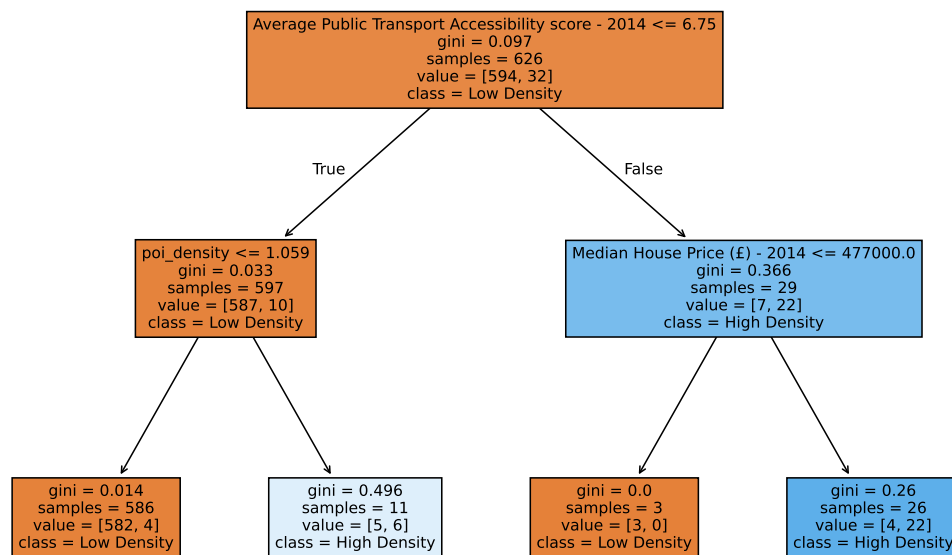 Average Public Transport Accessibility score - 2014 <= 6.75
gini = 0.097
samples = 626
value = [594, 32]
class = Low Density
True
False
poi_density <= 1.059
gini = 0.033
samples = 597
value = [587, 10]
class = Low Density
Median House Price (£) - 2014 <= 477000.0
gini = 0.366
samples = 29
value = [7, 22]
class = High Density
gini = 0.014
samples = 586
value = [582, 4]
class = Low Density
gini = 0.496
samples = 11
value = [5, 6]
class = High Density
gini = 0.0
samples = 3
value = [3, 0]
class = Low Density
gini = 0.26
samples = 26
value = [4, 22]
class = High Density